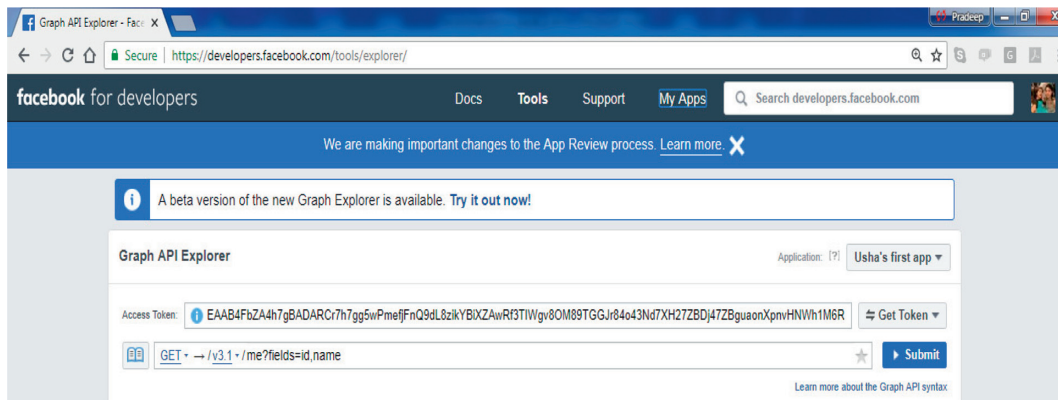 Graph API Explorer - Face
Pradeep
Secure | https://developers.facebook.com/tools/explorer/
facebook for developers Docs Tools Support My Apps Search developers.facebook.com
We are making important changes to the App Review process. Learn more.
A beta version of the new Graph Explorer is available. Try it out now!
Graph API Explorer Application: [?] Usha's first app
Access Token: EAAB4FbZA4h7gBADARCr7h7gg5wPmefjFnQ9dL8zikYBiXZAwRf3TIWgv8OM89TGGJr84o43Nd7XH27ZBDj47ZBguaonXpnvHNWh1M6R Get Token
GET → / v3.1 / me?fields=id,name Submit
Learn more about the Graph API syntax